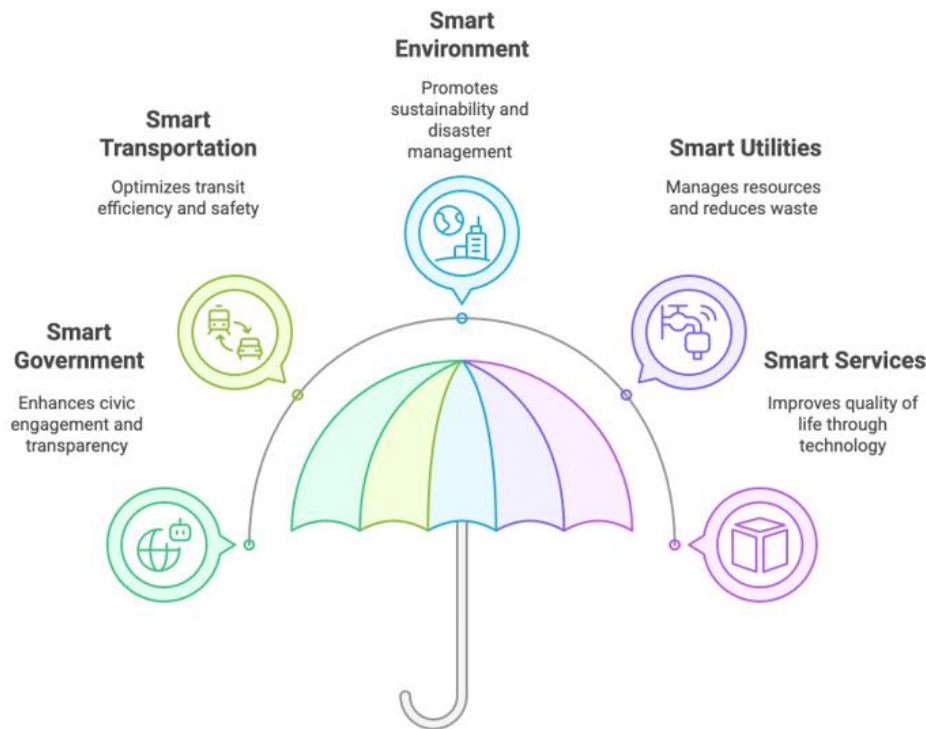 Smart
Government
Enhances civic
engagement and
transparency
Smart
Transportation
Optimizes transit
efficiency and safety
Smart
Environment
Promotes
sustainability and
disaster
management
Smart Utilities
Manages resources
and reduces waste
Smart Services
Improves quality of
life through
technology